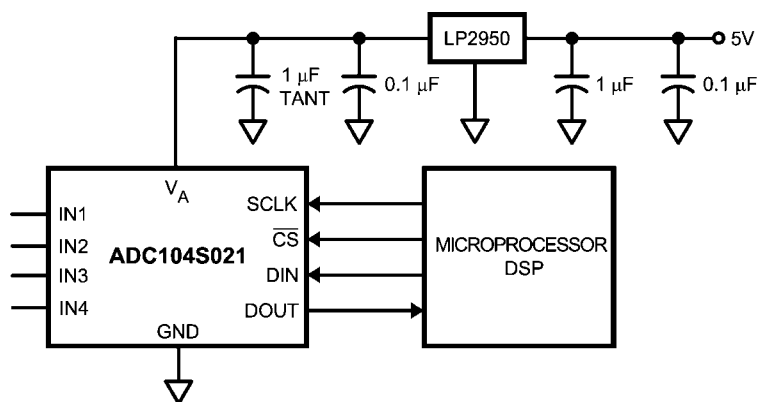 LP2950
5V
1 μF
TANT
0.1 μF
1 μF
0.1 μF
VA
IN1
IN2
IN3
IN4
ADC104S021
SCLK
C̅S̅
DIN
DOUT
GND
MICROPROCESSOR
DSP